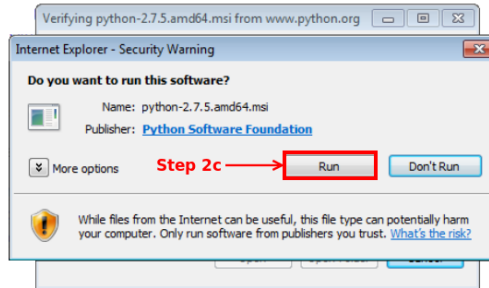 Verifying python-2.7.5.amd64.msi from www.python.org
Internet Explorer - Security Warning
Do you want to run this software?
Name: python-2.7.5.amd64.msi
Publisher: Python Software Foundation
More options
Step 2c
Run
Don't Run
While files from the Internet can be useful, this file type can potentially harm
your computer. Only run software from publishers you trust. What's the risk?